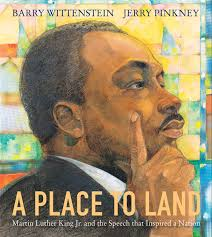 BARRY WITTENSTEIN JERRY PINKNEY
A PLACE TO LAND
Martin Luther King Jr. and the Speech that Inspired a Nation